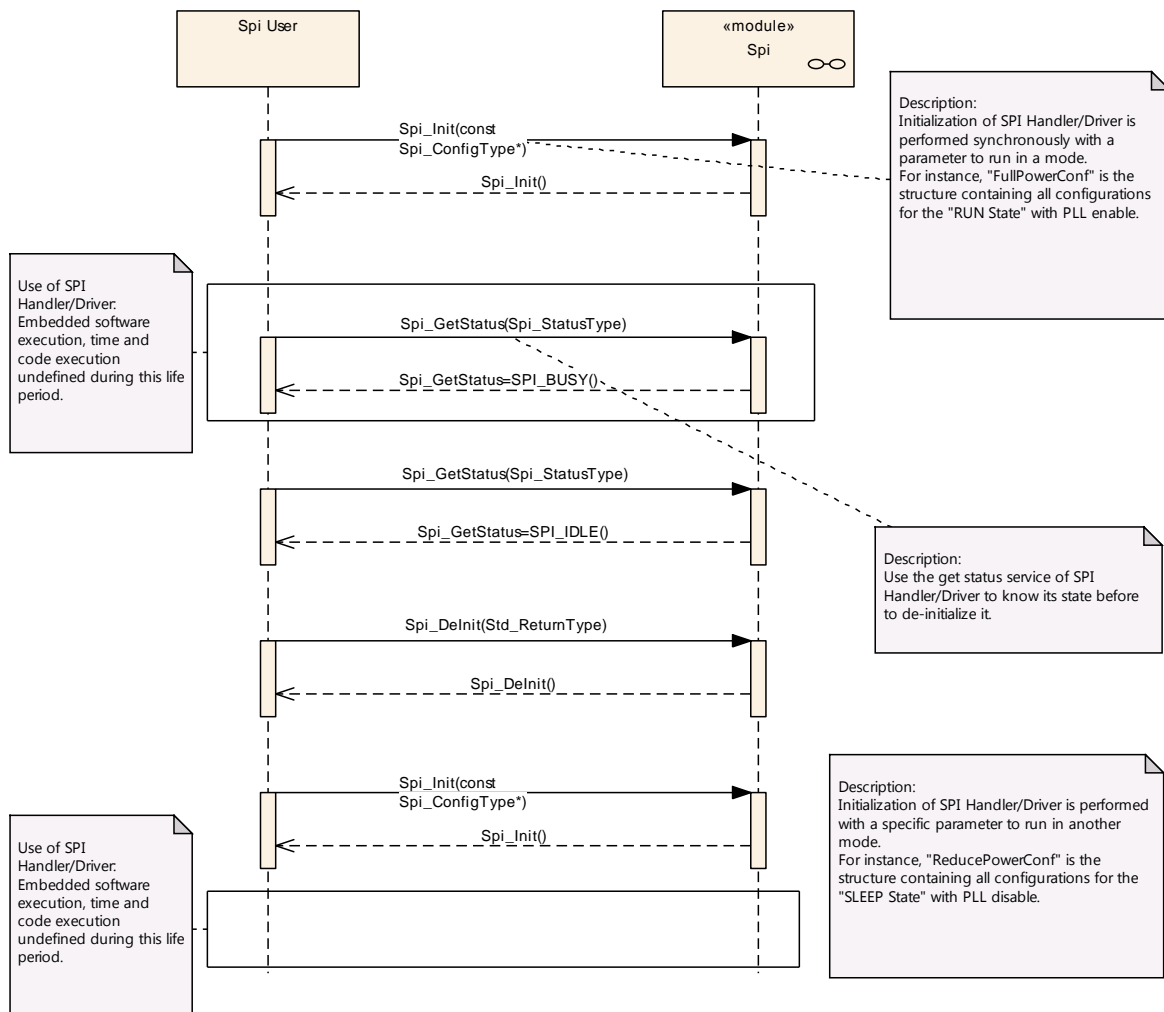 Spi User
«module»
Spi
Description:
Initialization of SPI Handler/Driver is
performed synchronously with a
parameter to run in a mode.
For instance, "FullPowerConf" is the
structure containing all configurations
for the "RUN State" with PLL enable.
Spi_Init(const
Spi_ConfigType*)
Spi_Init()
Use of SPI
Handler/Driver:
Embedded software
execution, time and
code execution
undefined during this life
period.
Spi_GetStatus(Spi_StatusType)
Spi_GetStatus=SPI_BUSY()
Spi_GetStatus(Spi_StatusType)
Spi_GetStatus=SPI_IDLE()
Description:
Use the get status service of SPI
Handler/Driver to know its state before
to de-initialize it.
Spi_DeInit(Std_ReturnType)
Spi_DeInit()
Spi_Init(const
Spi_ConfigType*)
Spi_Init()
Description:
Initialization of SPI Handler/Driver is performed
with a specific parameter to run in another
mode.
For instance, "ReducePowerConf" is the
structure containing all configurations for the
"SLEEP State" with PLL disable.
Use of SPI
Handler/Driver:
Embedded software
execution, time and
code execution
undefined during this life
period.